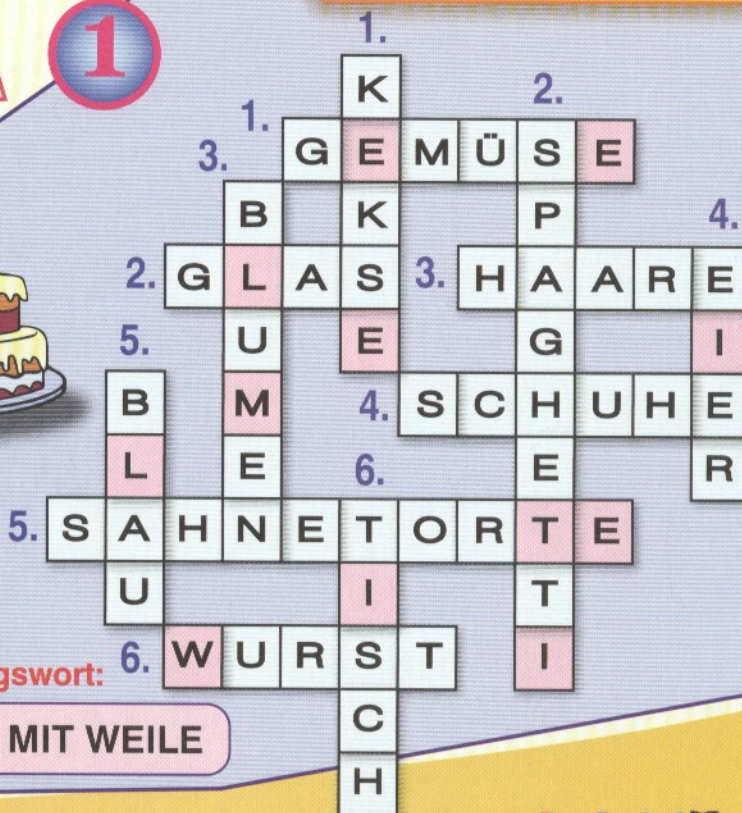 1
1.
K
2.
1. GEMÜSE
3.
B K P 4.
2. GLAS 3. HAARE
5. U E G I
B M 4. SCHUHE
L E 6. E R
5. SAHNETORTE
U I T
gswort: 6. WURST I
C
MIT WEILE
H